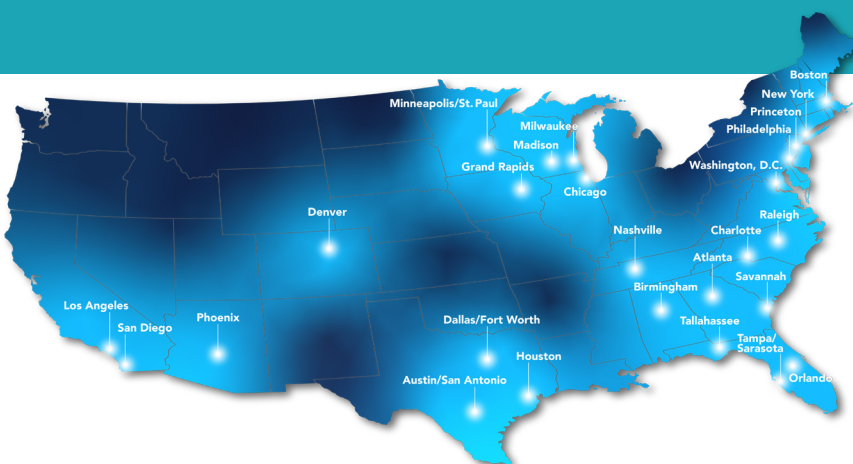 Boston
New York
Minneapolis/St. Paul
Princeton
Milwaukee
Philadelphia
Madison
Grand Rapids
Washington, D.C.
Chicago
Denver
Raleigh
Nashville
Charlotte
Atlanta
Savannah
Birmingham
Los Angeles
Phoenix
San Diego
Dallas/Fort Worth
Tallahassee
Tampa/
Sarasota
Houston
Austin/San Antonio
Orlando